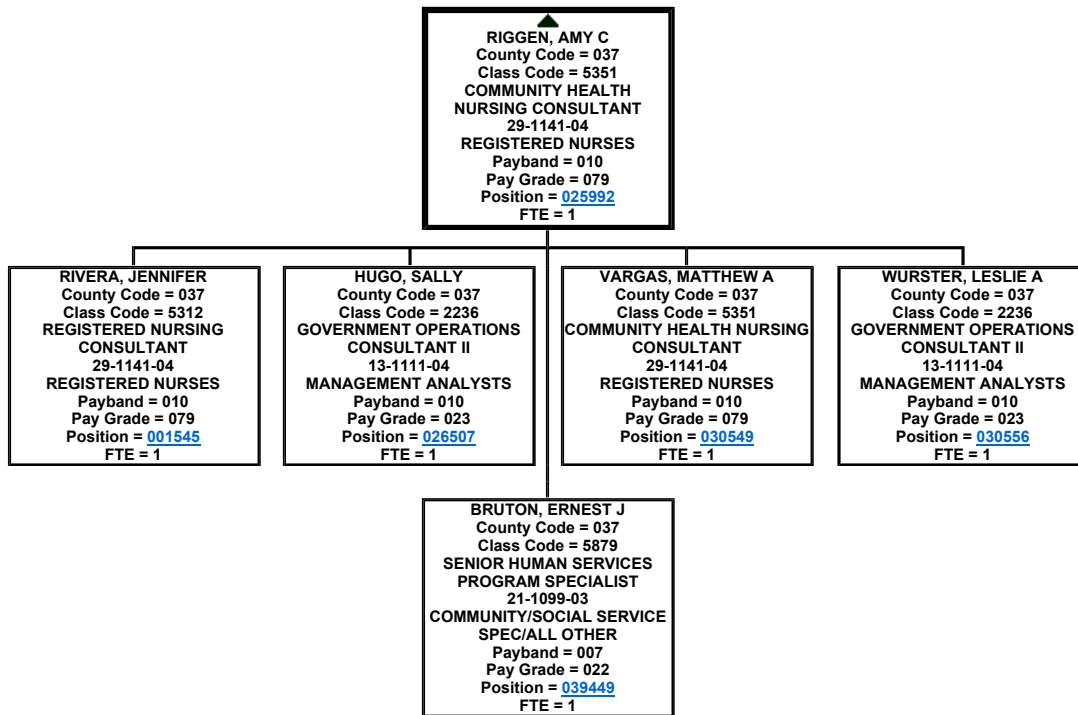 RIGGEN, AMY C
County Code = 037
Class Code = 5351
COMMUNITY HEALTH
NURSING CONSULTANT
29-1141-04
REGISTERED NURSES
Payband = 010
Pay Grade = 079
Position = 025992
FTE = 1
RIVERA, JENNIFER
County Code = 037
Class Code = 5312
REGISTERED NURSING
CONSULTANT
29-1141-04
REGISTERED NURSES
Payband = 010
Pay Grade = 079
Position = 001545
FTE = 1
HUGO, SALLY
County Code = 037
Class Code = 2236
GOVERNMENT OPERATIONS
CONSULTANT II
13-1111-04
MANAGEMENT ANALYSTS
Payband = 010
Pay Grade = 023
Position = 026507
FTE = 1
VARGAS, MATTHEW A
County Code = 037
Class Code = 5351
COMMUNITY HEALTH NURSING
CONSULTANT
29-1141-04
REGISTERED NURSES
Payband = 010
Pay Grade = 079
Position = 030549
FTE = 1
WURSTER, LESLIE A
County Code = 037
Class Code = 2236
GOVERNMENT OPERATIONS
CONSULTANT II
13-1111-04
MANAGEMENT ANALYSTS
Payband = 010
Pay Grade = 023
Position = 030556
FTE = 1
BRUTON, ERNEST J
County Code = 037
Class Code = 5879
SENIOR HUMAN SERVICES
PROGRAM SPECIALIST
21-1099-03
COMMUNITY/SOCIAL SERVICE
SPEC/ALL OTHER
Payband = 007
Pay Grade = 022
Position = 039449
FTE = 1